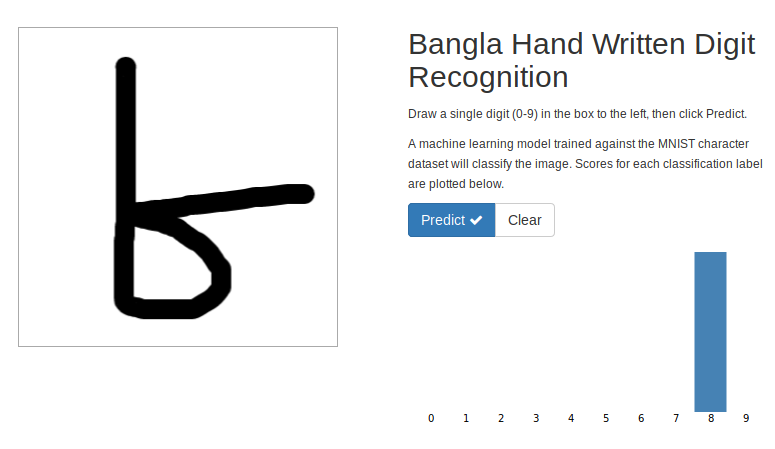 ৮
Bangla Hand Written Digit
Recognition
Draw a single digit (0-9) in the box to the left, then click Predict.
A machine learning model trained against the MNIST character
dataset will classify the image. Scores for each classification label
are plotted below.
Predict ✔ Clear
0 1 2 3 4 5 6 7 8 9